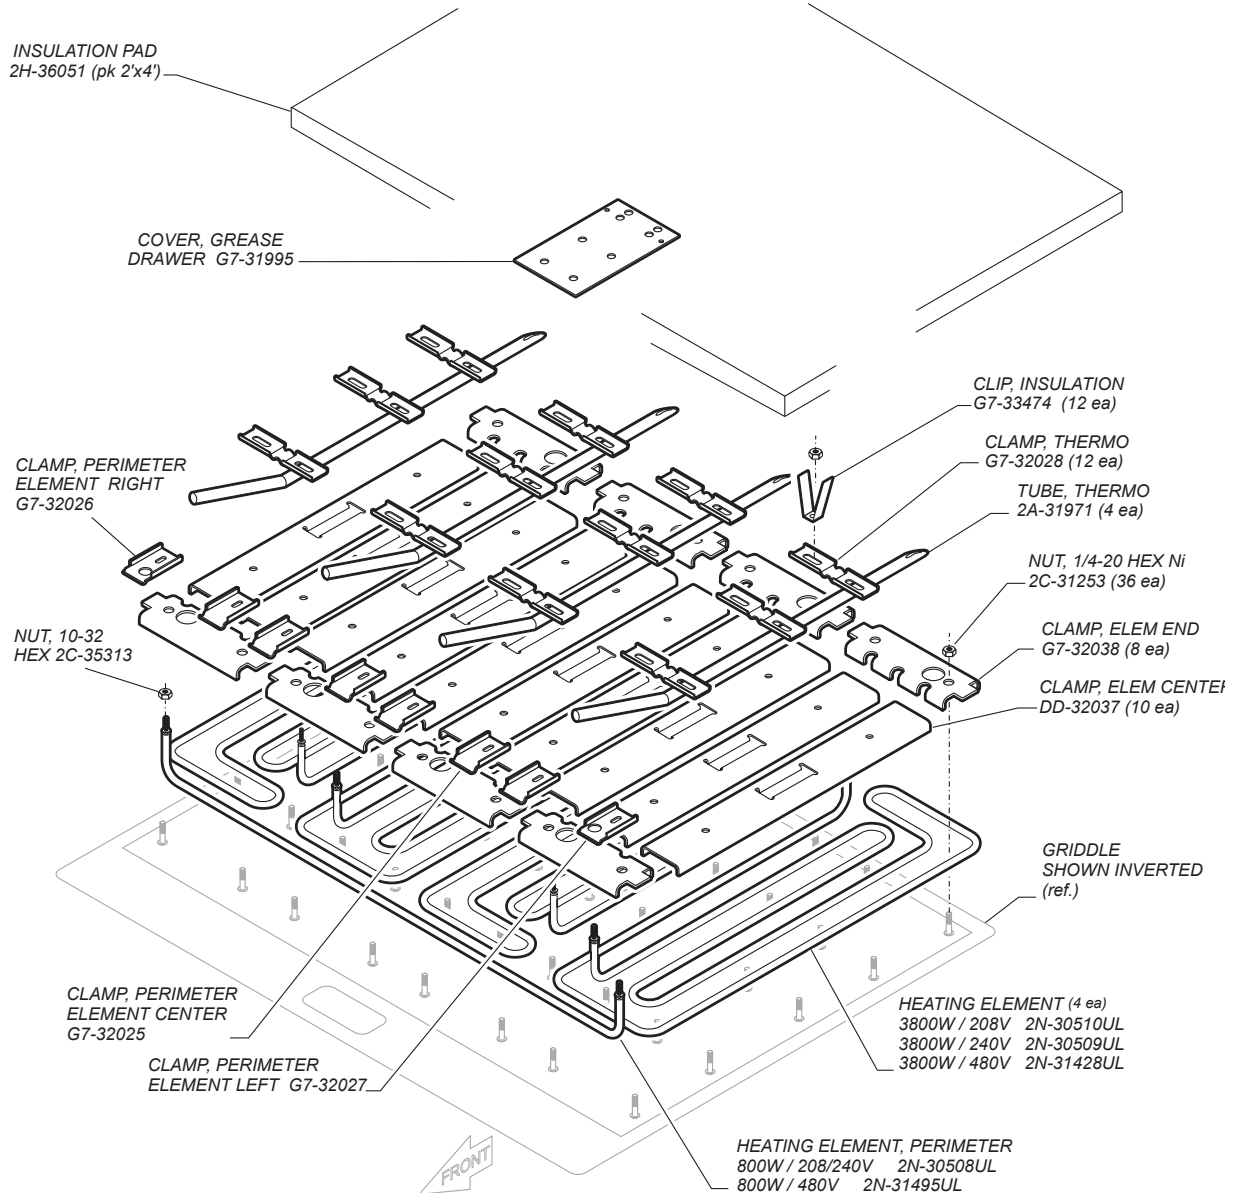 INSULATION PAD
2H-36051 (pk 2'x4')
COVER, GREASE
DRAWER G7-31995
CLIP, INSULATION
G7-33474 (12 ea)
CLAMP, THERMO
G7-32028 (12 ea)
TUBE, THERMO
2A-31971 (4 ea)
NUT, 1/4-20 HEX Ni
2C-31253 (36 ea)
CLAMP, ELEM END
G7-32038 (8 ea)
CLAMP, ELEM CENTER
DD-32037 (10 ea)
CLAMP, PERIMETER
ELEMENT RIGHT
G7-32026
NUT, 10-32
HEX 2C-35313
GRIDDLE
SHOWN INVERTED
(ref.)
CLAMP, PERIMETER
ELEMENT CENTER
G7-32025
CLAMP, PERIMETER
ELEMENT LEFT G7-32027
HEATING ELEMENT (4 ea)
3800W / 208V 2N-30510UL
3800W / 240V 2N-30509UL
3800W / 480V 2N-31428UL
HEATING ELEMENT, PERIMETER
800W / 208/240V 2N-30508UL
800W / 480V 2N-31495UL
FRONT